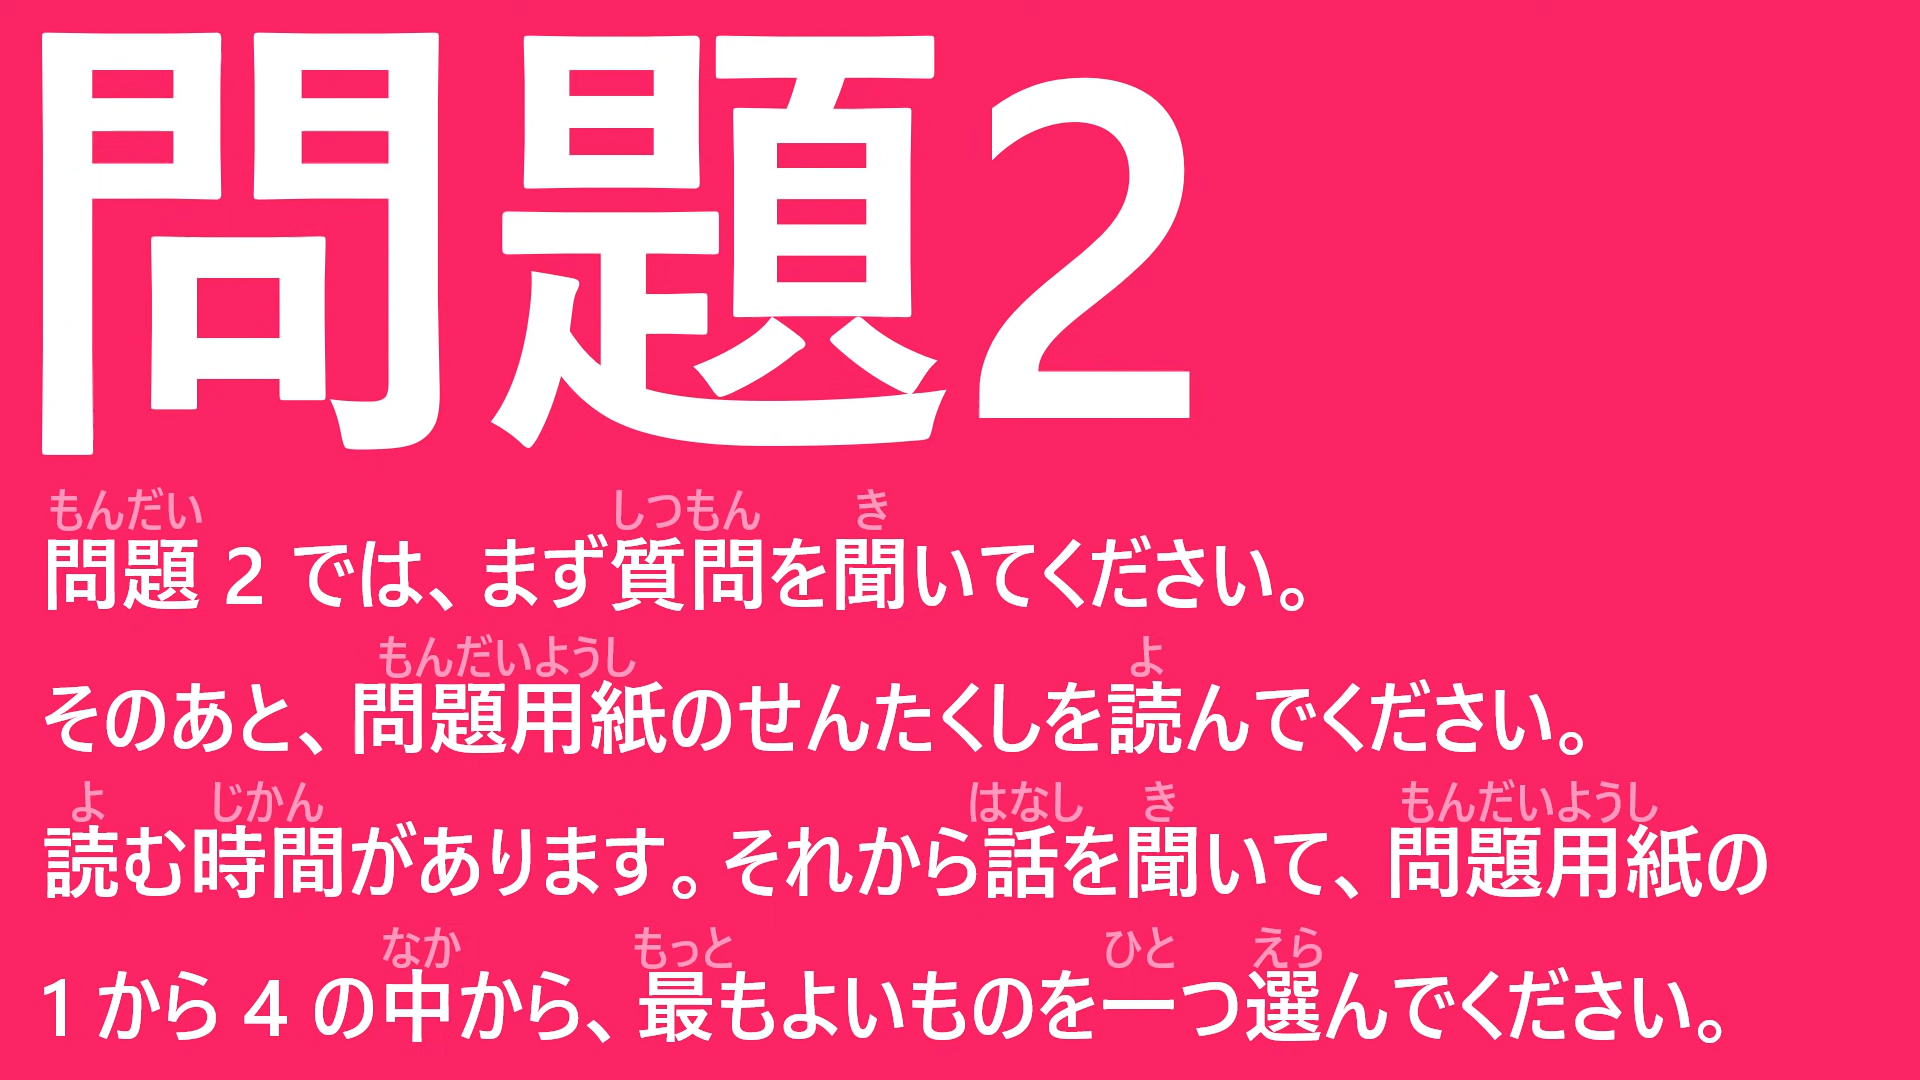 問題2
もんだい しつもん き
問題 2 では、まず質問を聞いてください。
もんだいようし よ
そのあと、問題用紙のせんたくしを読んでください。
よ じかん はなし き もんだいようし
読む時間があります。それから話を聞いて、問題用紙の
なか もっと ひと えら
1 から 4 の中から、最もよいものを一つ選んでください。